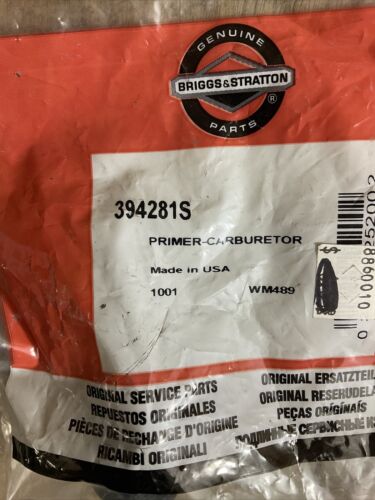 GENUINE
BRIGGS&STRATTON
®
PARTS
394281S
PRIMER-CARBURETOR
Made in USA
1001 WM489
ORIGINAL SERVICE PARTS
REPUESTOS ORIGINALES
PIÈCES DE RECHANGE D'ORIGINE
RICAMBI ORIGINALI
ORIGINAL ERSATZTEIL
ORIGINAL RESERUDELA
PEÇAS ORIGINAIS